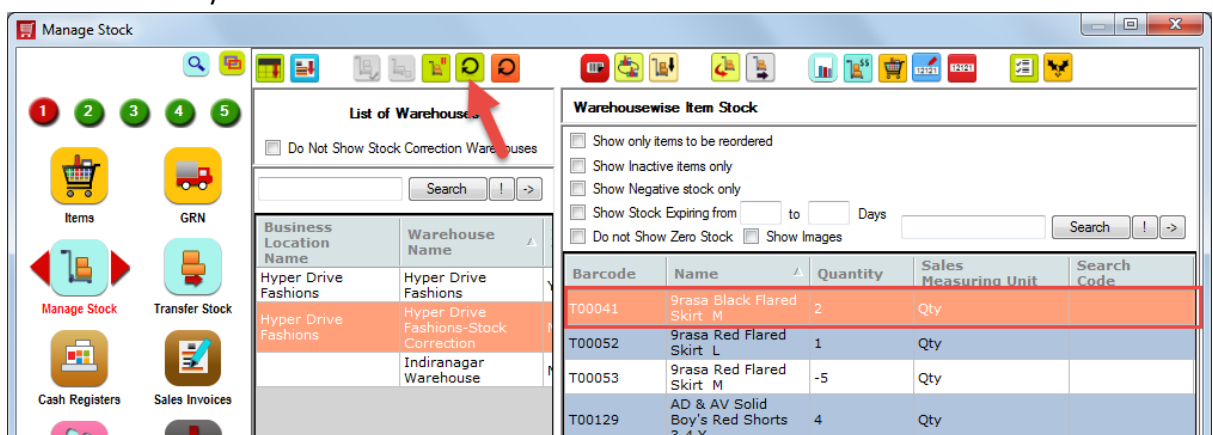 Manage Stock
1 2 3 4 5
Items
GRN
Manage Stock
Transfer Stock
Cash Registers
Sales Invoices
List of Warehouses
Do Not Show Stock Correction Warehouses
Search ! ->
Business Location Name
Warehouse Name
Hyper Drive Fashions
Hyper Drive Fashions
Hyper Drive Fashions
Hyper Drive Fashions-Stock Correction
Indiranagar Warehouse
12121
12121
Warehousewise Item Stock
Show only items to be reordered
Show Inactive items only
Show Negative stock only
Show Stock Expiring from to Days
Do not Show Zero Stock Show Images
Search ! ->
Barcode Name Quantity Sales Measuring Unit Search Code
T00041 9rasa Black Flared Skirt M 2 Qty
T00052 9rasa Red Flared Skirt L 1 Qty
T00053 9rasa Red Flared Skirt M -5 Qty
T00129 AD & AV Solid Boy's Red Shorts 3-4 Y 4 Qty